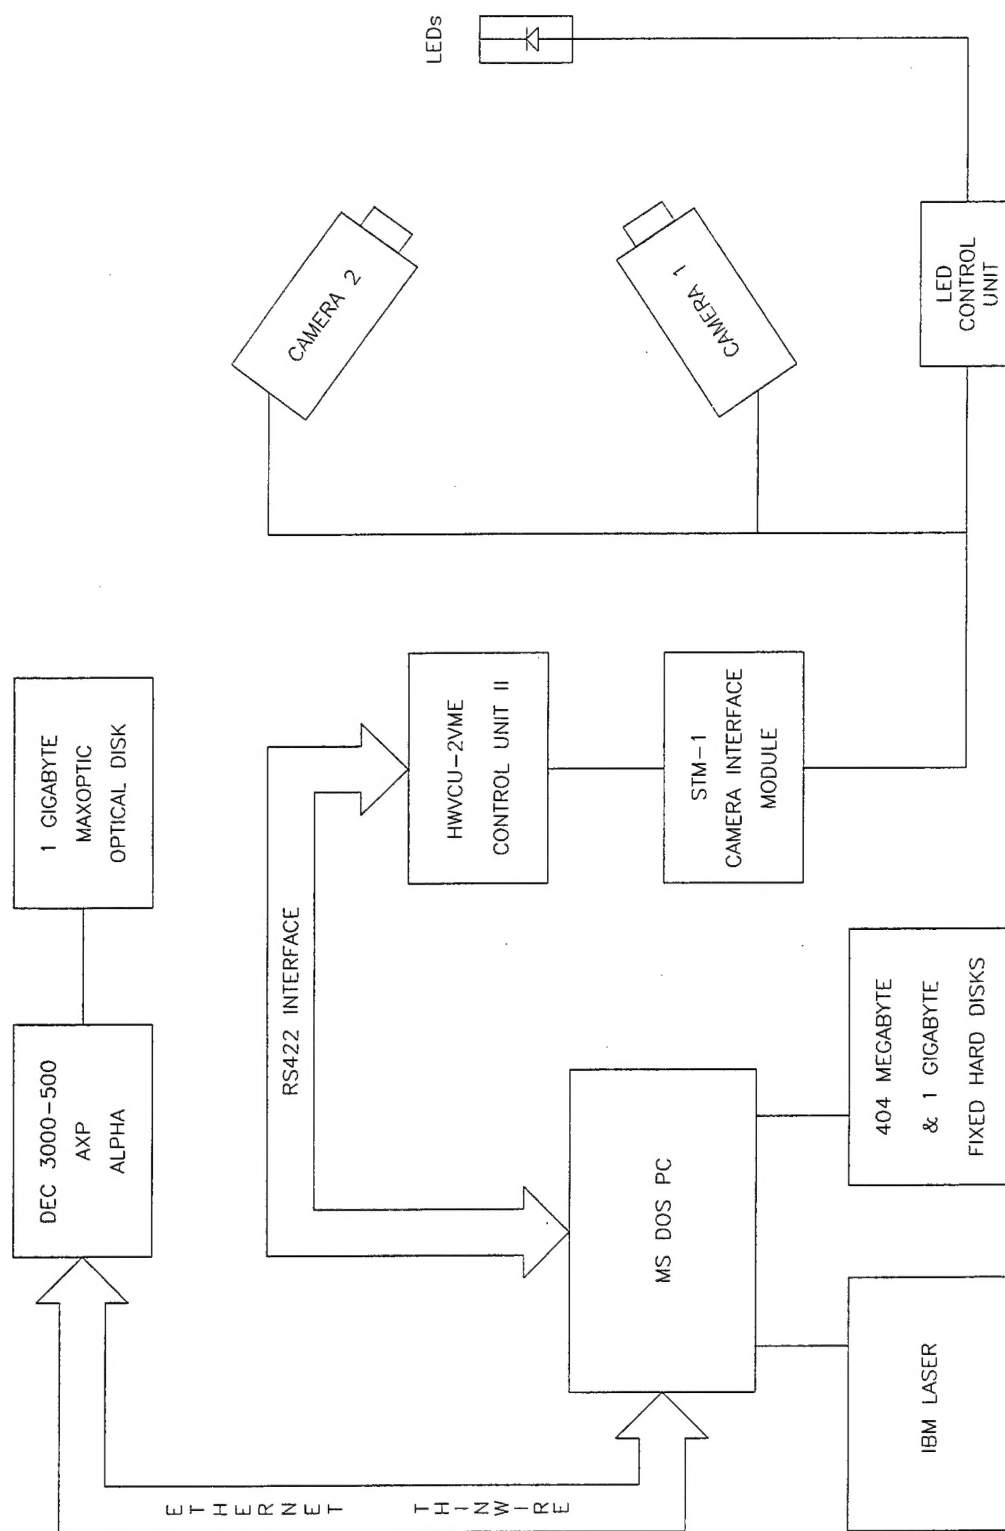 DEC 3000-500
AXP
ALPHA
1 GIGABYTE
MAXOPTIC
OPTICAL DISK
ETHERNET THINWIRE
RS422 INTERFACE
HWVCU-2VME
CONTROL UNIT II
STM-1
CAMERA INTERFACE
MODULE
MS DOS PC
404 MEGABYTE
& 1 GIGABYTE
FIXED HARD DISKS
IBM LASER
CAMERA 2
CAMERA 1
LEDs
LED
CONTROL
UNIT